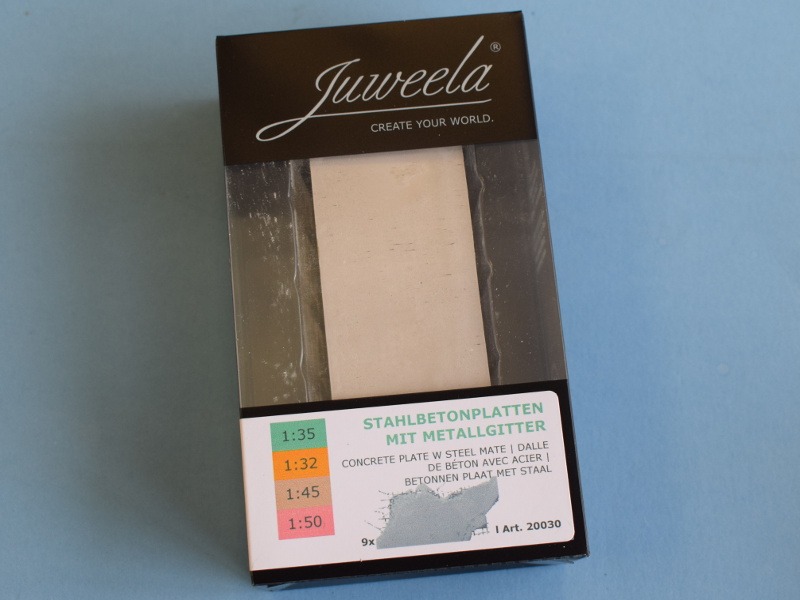 Juweela®
CREATE YOUR WORLD.
STAHLBETONPLATTEN
MIT METALLGITTER
1:35
1:32
1:45
1:50
CONCRETE PLATE W STEEL MATE | DALLE
DE BÉTON AVEC ACIER |
BETONNEN PLAAT MET STAAL
9x
I Art. 20030